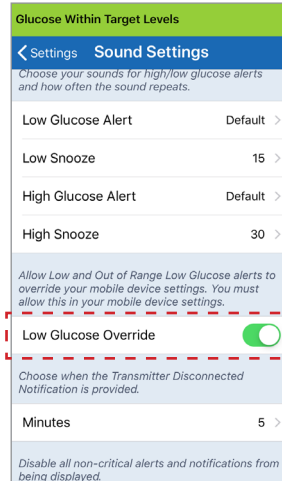 Glucose Within Target Levels
Settings Sound Settings
Choose your sounds for high/low glucose alerts
and how often the sound repeats.
Low Glucose Alert Default
Low Snooze 15
High Glucose Alert Default
High Snooze 30
Allow Low and Out of Range Low Glucose alerts to
override your mobile device settings. You must
allow this in your mobile device settings.
Low Glucose Override
Choose when the Transmitter Disconnected
Notification is provided.
Minutes 5
Disable all non-critical alerts and notifications from
being displayed.